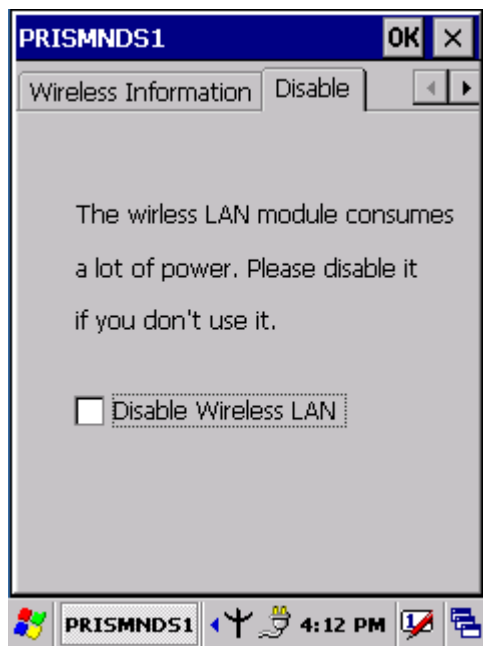 PRISMNDS1 OK
Wireless Information Disable
The wirless LAN module consumes
a lot of power. Please disable it
if you don't use it.
Disable Wireless LAN
PRISMNDS1 4:12 PM